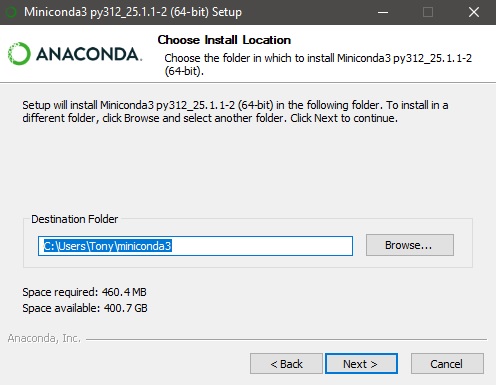 Miniconda3 py312_25.1.1-2 (64-bit) Setup
ANACONDA.
Choose Install Location
Choose the folder in which to install Miniconda3 py312_25.1.1-2
(64-bit).
Setup will install Miniconda3 py312_25.1.1-2 (64-bit) in the following folder. To install in a
different folder, click Browse and select another folder. Click Next to continue.
Destination Folder
C:\Users\Tony\miniconda3
Browse...
Space required: 460.4 MB
Space available: 400.7 GB
Anaconda, Inc.
< Back
Next >
Cancel